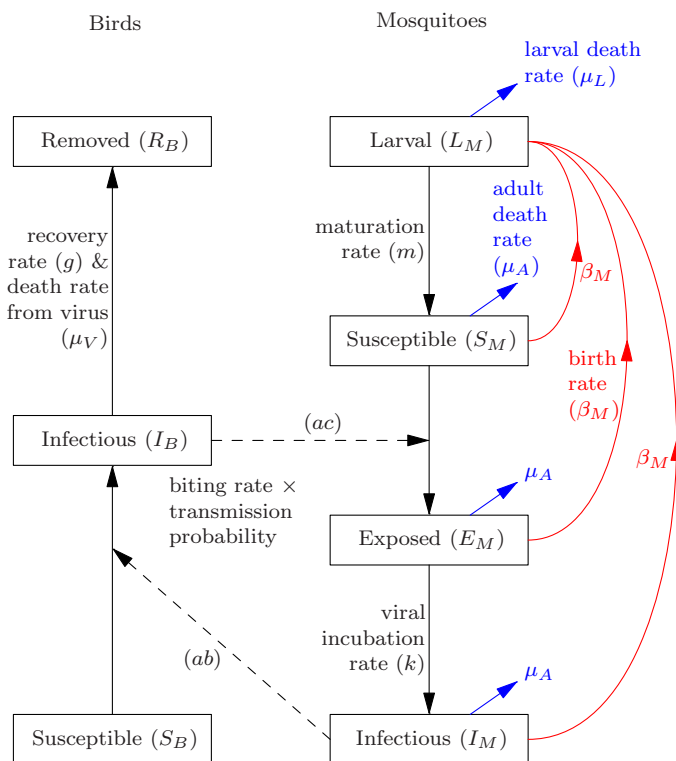 Birds
Mosquitoes
larval death
rate (μ_L)
Removed (R_B)
Larval (L_M)
adult
death
rate
(μ_A)
recovery
rate (g) &
death rate
from virus
(μ_V)
maturation
rate (m)
β_M
Susceptible (S_M)
birth
rate
(β_M)
Infectious (I_B)
(ac)
β_M
biting rate ×
transmission
probability
μ_A
Exposed (E_M)
viral
incubation
rate (k)
(ab)
μ_A
Susceptible (S_B)
Infectious (I_M)